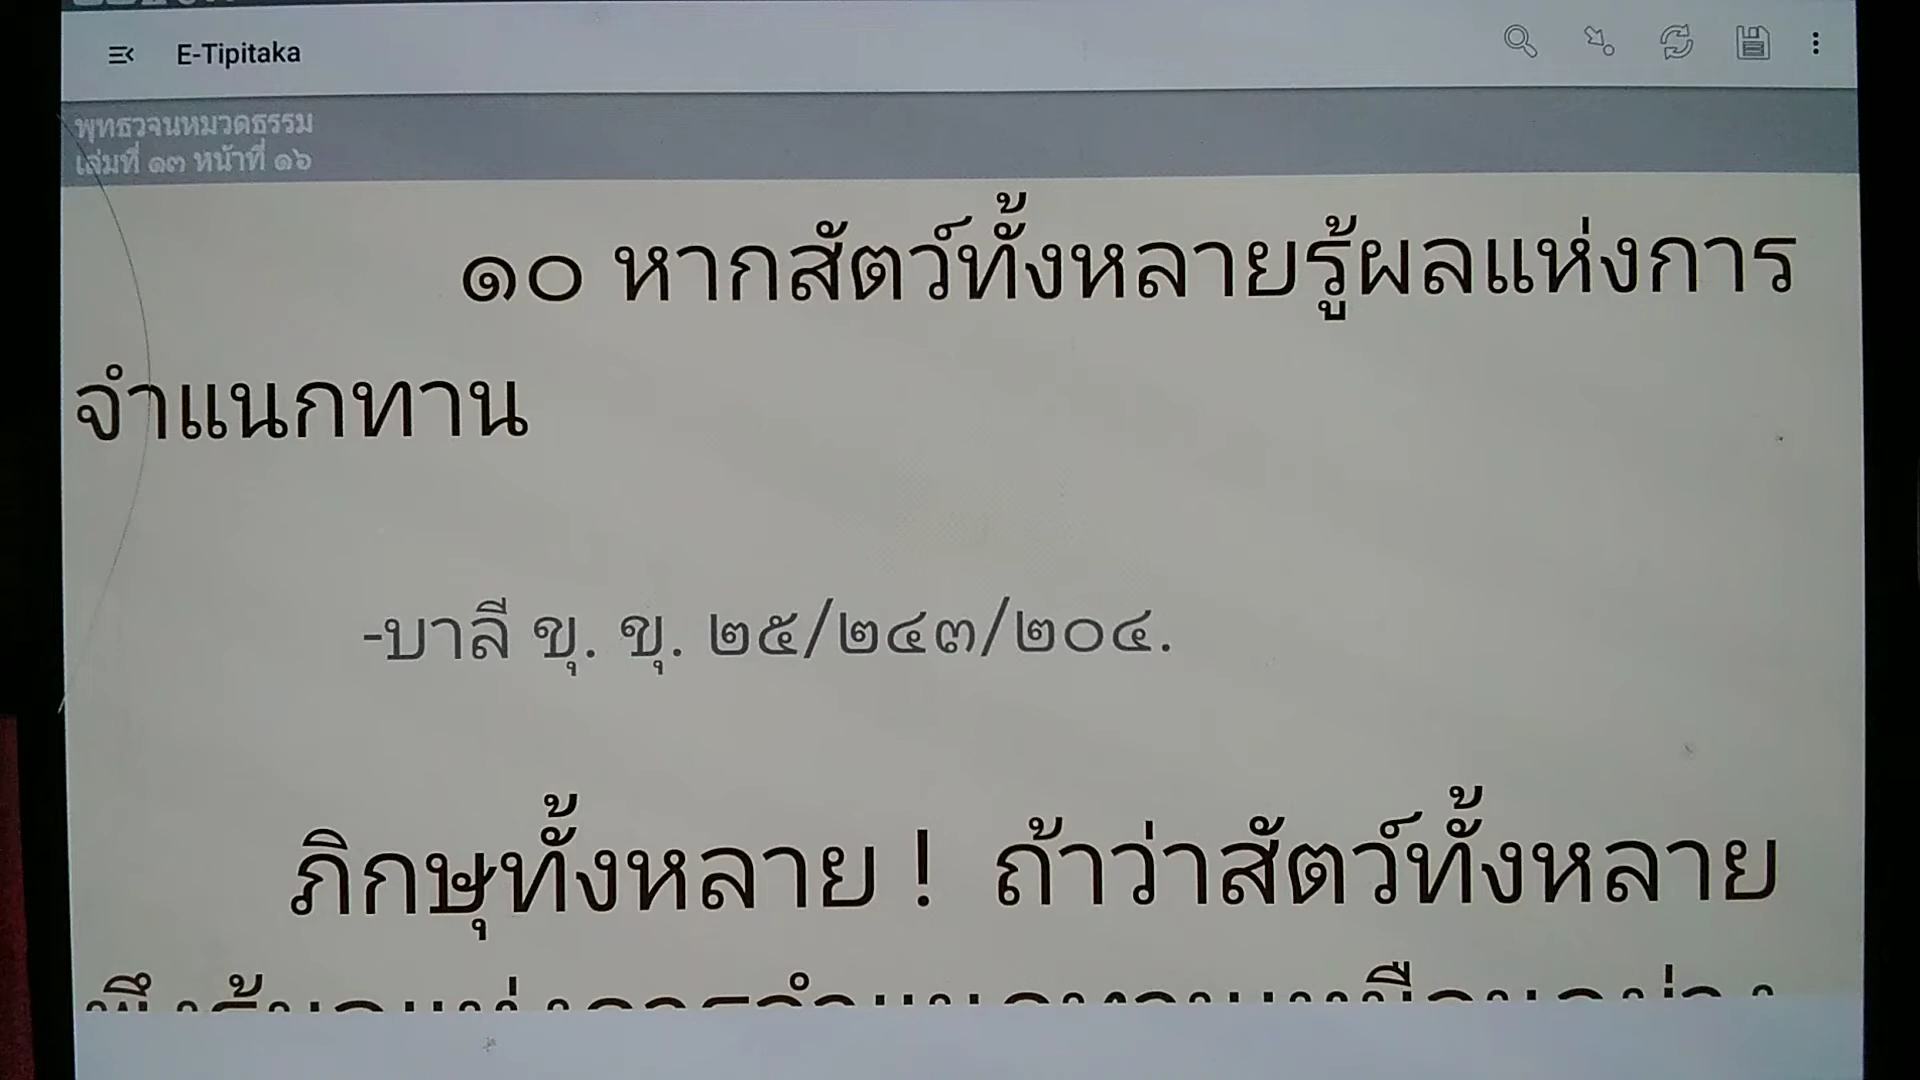 E-Tipitaka
พุทธวจนหมวดธรรม
เล่มที่ ๑๓ หน้าที่ ๑๖
๑๐ หากสัตว์ทั้งหลายรู้ผลแห่งการ
จำแนกทาน
-บาลี ขุ. ขุ. ๒๕/๒๔๓/๒๐๔.
ภิกษุทั้งหลาย ! ถ้าว่าสัตว์ทั้งหลาย